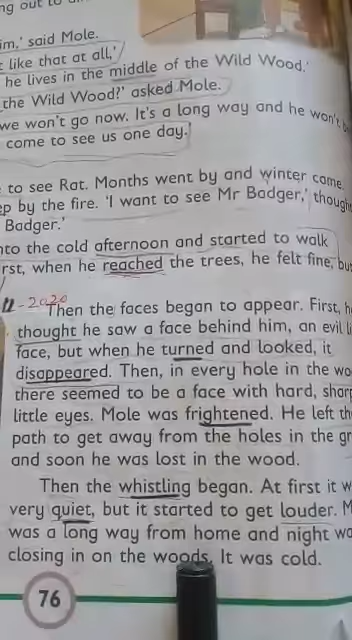 ng out to
im,' said Mole.
like that at all,'
he lives in the middle of the Wild Wood.'
the Wild Wood?' asked Mole.
we won't go now. It's a long way and he won't
come to see us one day.'
to see Rat. Months went by and winter came.
ep by the fire. 'I want to see Mr Badger,' though
Badger.'
nto the cold afternoon and started to walk
rst, when he reached the trees, he felt fine, bu
Then the faces began to appear. First, h
thought he saw a face behind him, an evil li
face, but when he turned and looked, it
disappeared. Then, in every hole in the wo
there seemed to be a face with hard, sharp
little eyes. Mole was frightened. He left th
path to get away from the holes in the gr
and soon he was lost in the wood.
Then the whistling began. At first it w
very quiet, but it started to get louder. M
was a long way from home and night wa
closing in on the woods. It was cold.
76